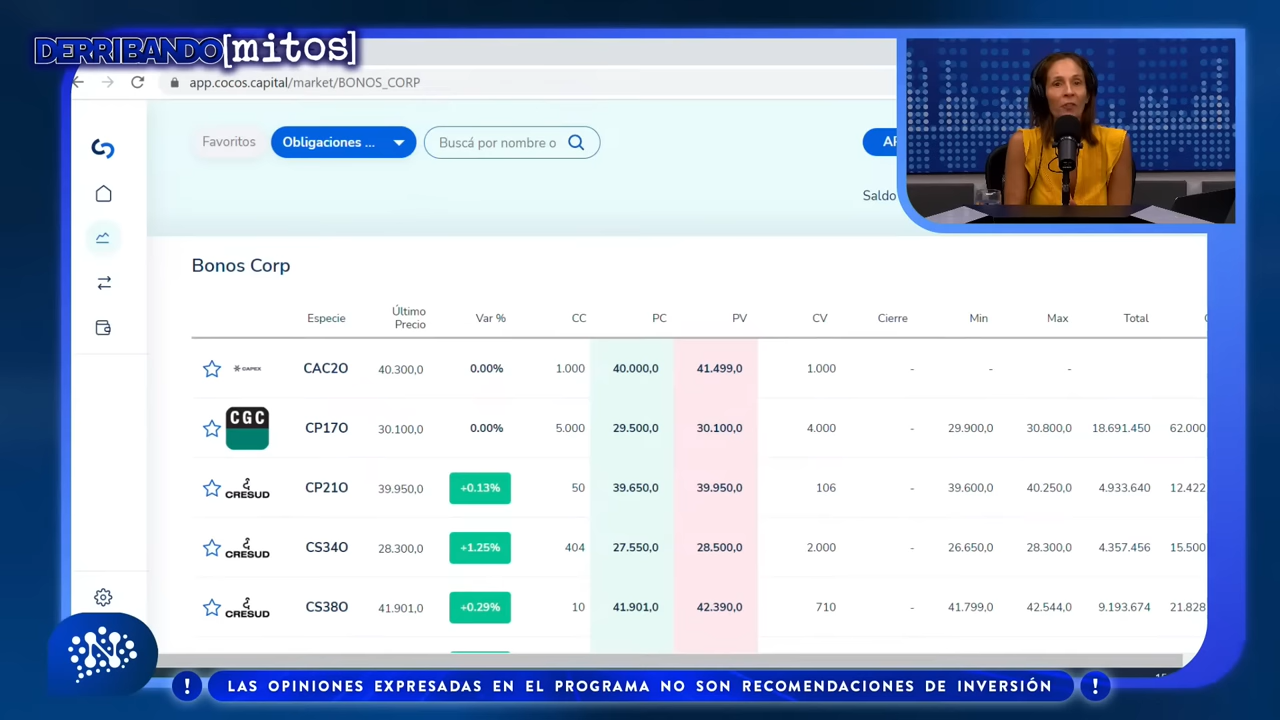 DERRIBANDO[mitos]
app.cocos.capital/market/BONOS_CORP
Favoritos
Obligaciones ...
Buscá por nombre o
Saldo
Bonos Corp
Especie Último Precio Var % CC PC PV CV Cierre Min Max Total
CAPEX CAC2O 40.300,0 0.00% 1.000 40.000,0 41.499,0 1.000 - - -
CGC CP17O 30.100,0 0.00% 5.000 29.500,0 30.100,0 4.000 - 29.900,0 30.800,0 18.691.450 62.000
CRESUD CP21O 39.950,0 +0.13% 50 39.650,0 39.950,0 106 - 39.600,0 40.250,0 4.933.640 12.422
CRESUD CS34O 28.300,0 +1.25% 404 27.550,0 28.500,0 2.000 - 26.650,0 28.300,0 4.357.456 15.500
CRESUD CS38O 41.901,0 +0.29% 10 41.901,0 42.390,0 710 - 41.799,0 42.544,0 9.193.674 21.828
N
! LAS OPINIONES EXPRESADAS EN EL PROGRAMA NO SON RECOMENDACIONES DE INVERSIÓN !